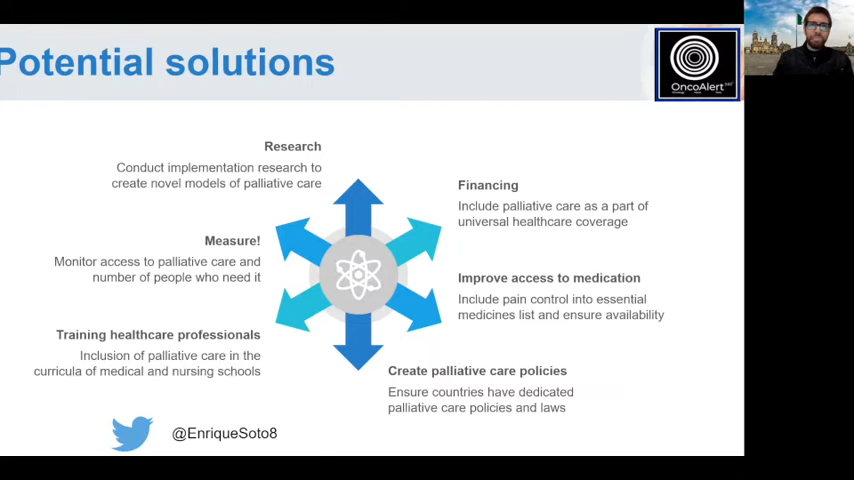 Potential solutions
OncoAlert
Research
Conduct implementation research to
create novel models of palliative care
Financing
Include palliative care as a part of
universal healthcare coverage
Measure!
Monitor access to palliative care and
number of people who need it
Improve access to medication
Include pain control into essential
medicines list and ensure availability
Training healthcare professionals
Inclusion of palliative care in the
curricula of medical and nursing schools
Create palliative care policies
Ensure countries have dedicated
palliative care policies and laws
@EnriqueSoto8